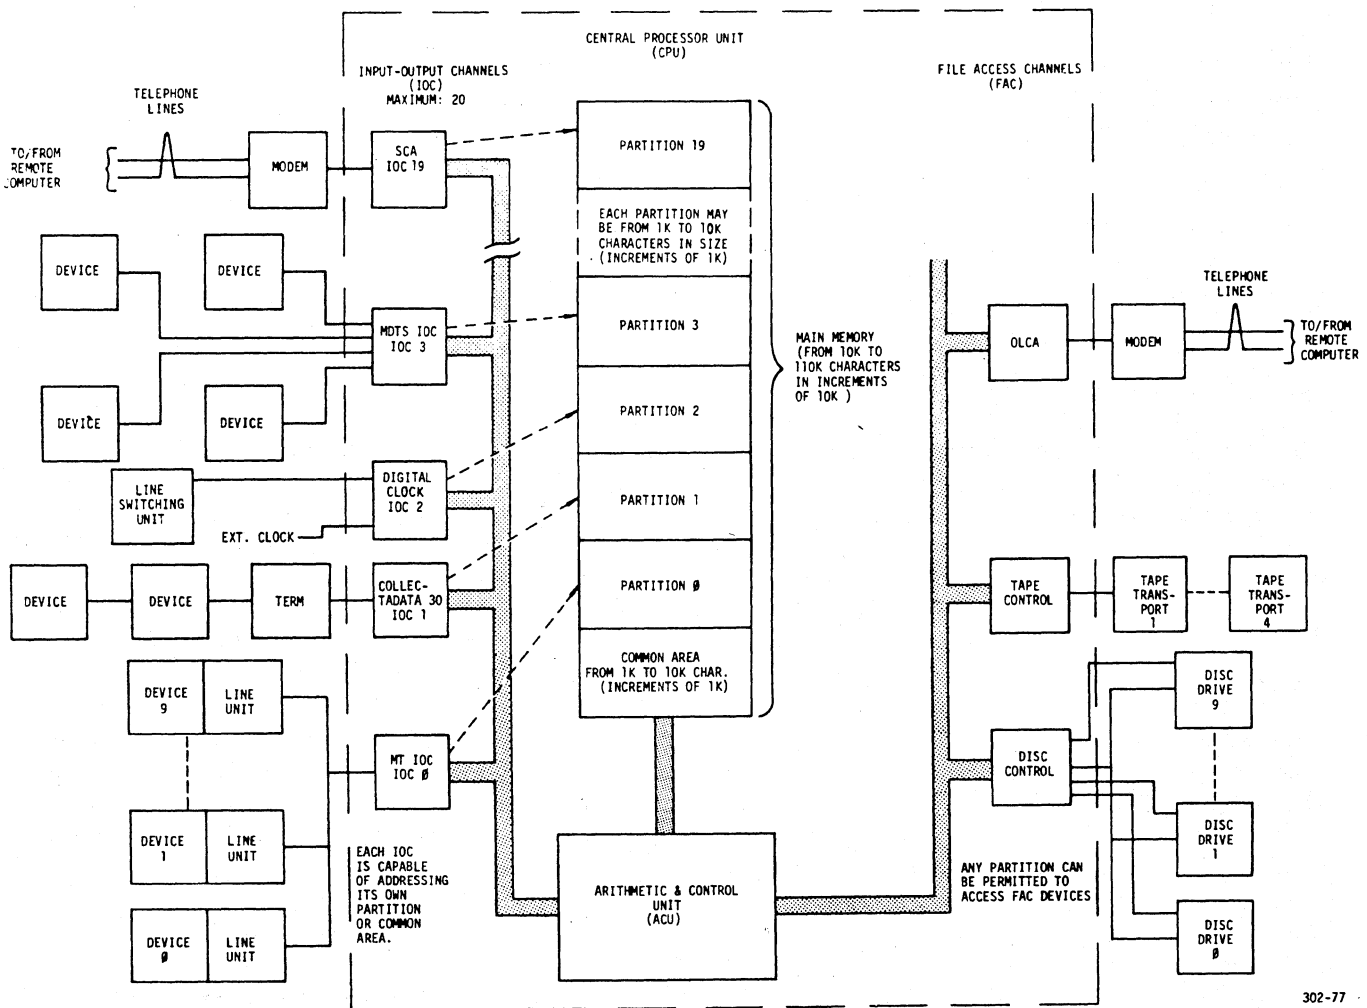 CENTRAL PROCESSOR UNIT
(CPU)
INPUT-OUTPUT CHANNELS
(IOC)
MAXIMUM: 20
FILE ACCESS CHANNELS
(FAC)
TELEPHONE
LINES
TO/FROM
REMOTE
COMPUTER
MODEM
SCA
IOC 19
PARTITION 19
EACH PARTITION MAY
BE FROM 1K TO 10K
CHARACTERS IN SIZE
(INCREMENTS OF 1K)
DEVICE
DEVICE
MDTS IOC
IOC 3
PARTITION 3
DEVICE
DEVICE
MAIN MEMORY
(FROM 10K TO
110K CHARACTERS
IN INCREMENTS
OF 10K )
OLCA
MODEM
TELEPHONE
LINES
TO/FROM
REMOTE
COMPUTER
PARTITION 2
LINE
SWITCHING
UNIT
DIGITAL
CLOCK
IOC 2
EXT. CLOCK
PARTITION 1
DEVICE
DEVICE
TERM
COLLEC-
TADATA 30
IOC 1
PARTITION Ø
TAPE
CONTROL
TAPE
TRANS-
PORT
1
TAPE
TRANS-
PORT
4
COMMON AREA
FROM 1K TO 10K CHAR.
(INCREMENTS OF 1K)
DEVICE
9
LINE
UNIT
MT IOC
IOC Ø
DISC
CONTROL
DISC
DRIVE
9
DEVICE
1
LINE
UNIT
DISC
DRIVE
1
EACH IOC
IS CAPABLE
OF ADDRESSING
ITS OWN
PARTITION
OR COMMON
AREA.
ARITHMETIC & CONTROL
UNIT
(ACU)
ANY PARTITION CAN
BE PERMITTED TO
ACCESS FAC DEVICES
DEVICE
Ø
LINE
UNIT
DISC
DRIVE
Ø
302-77